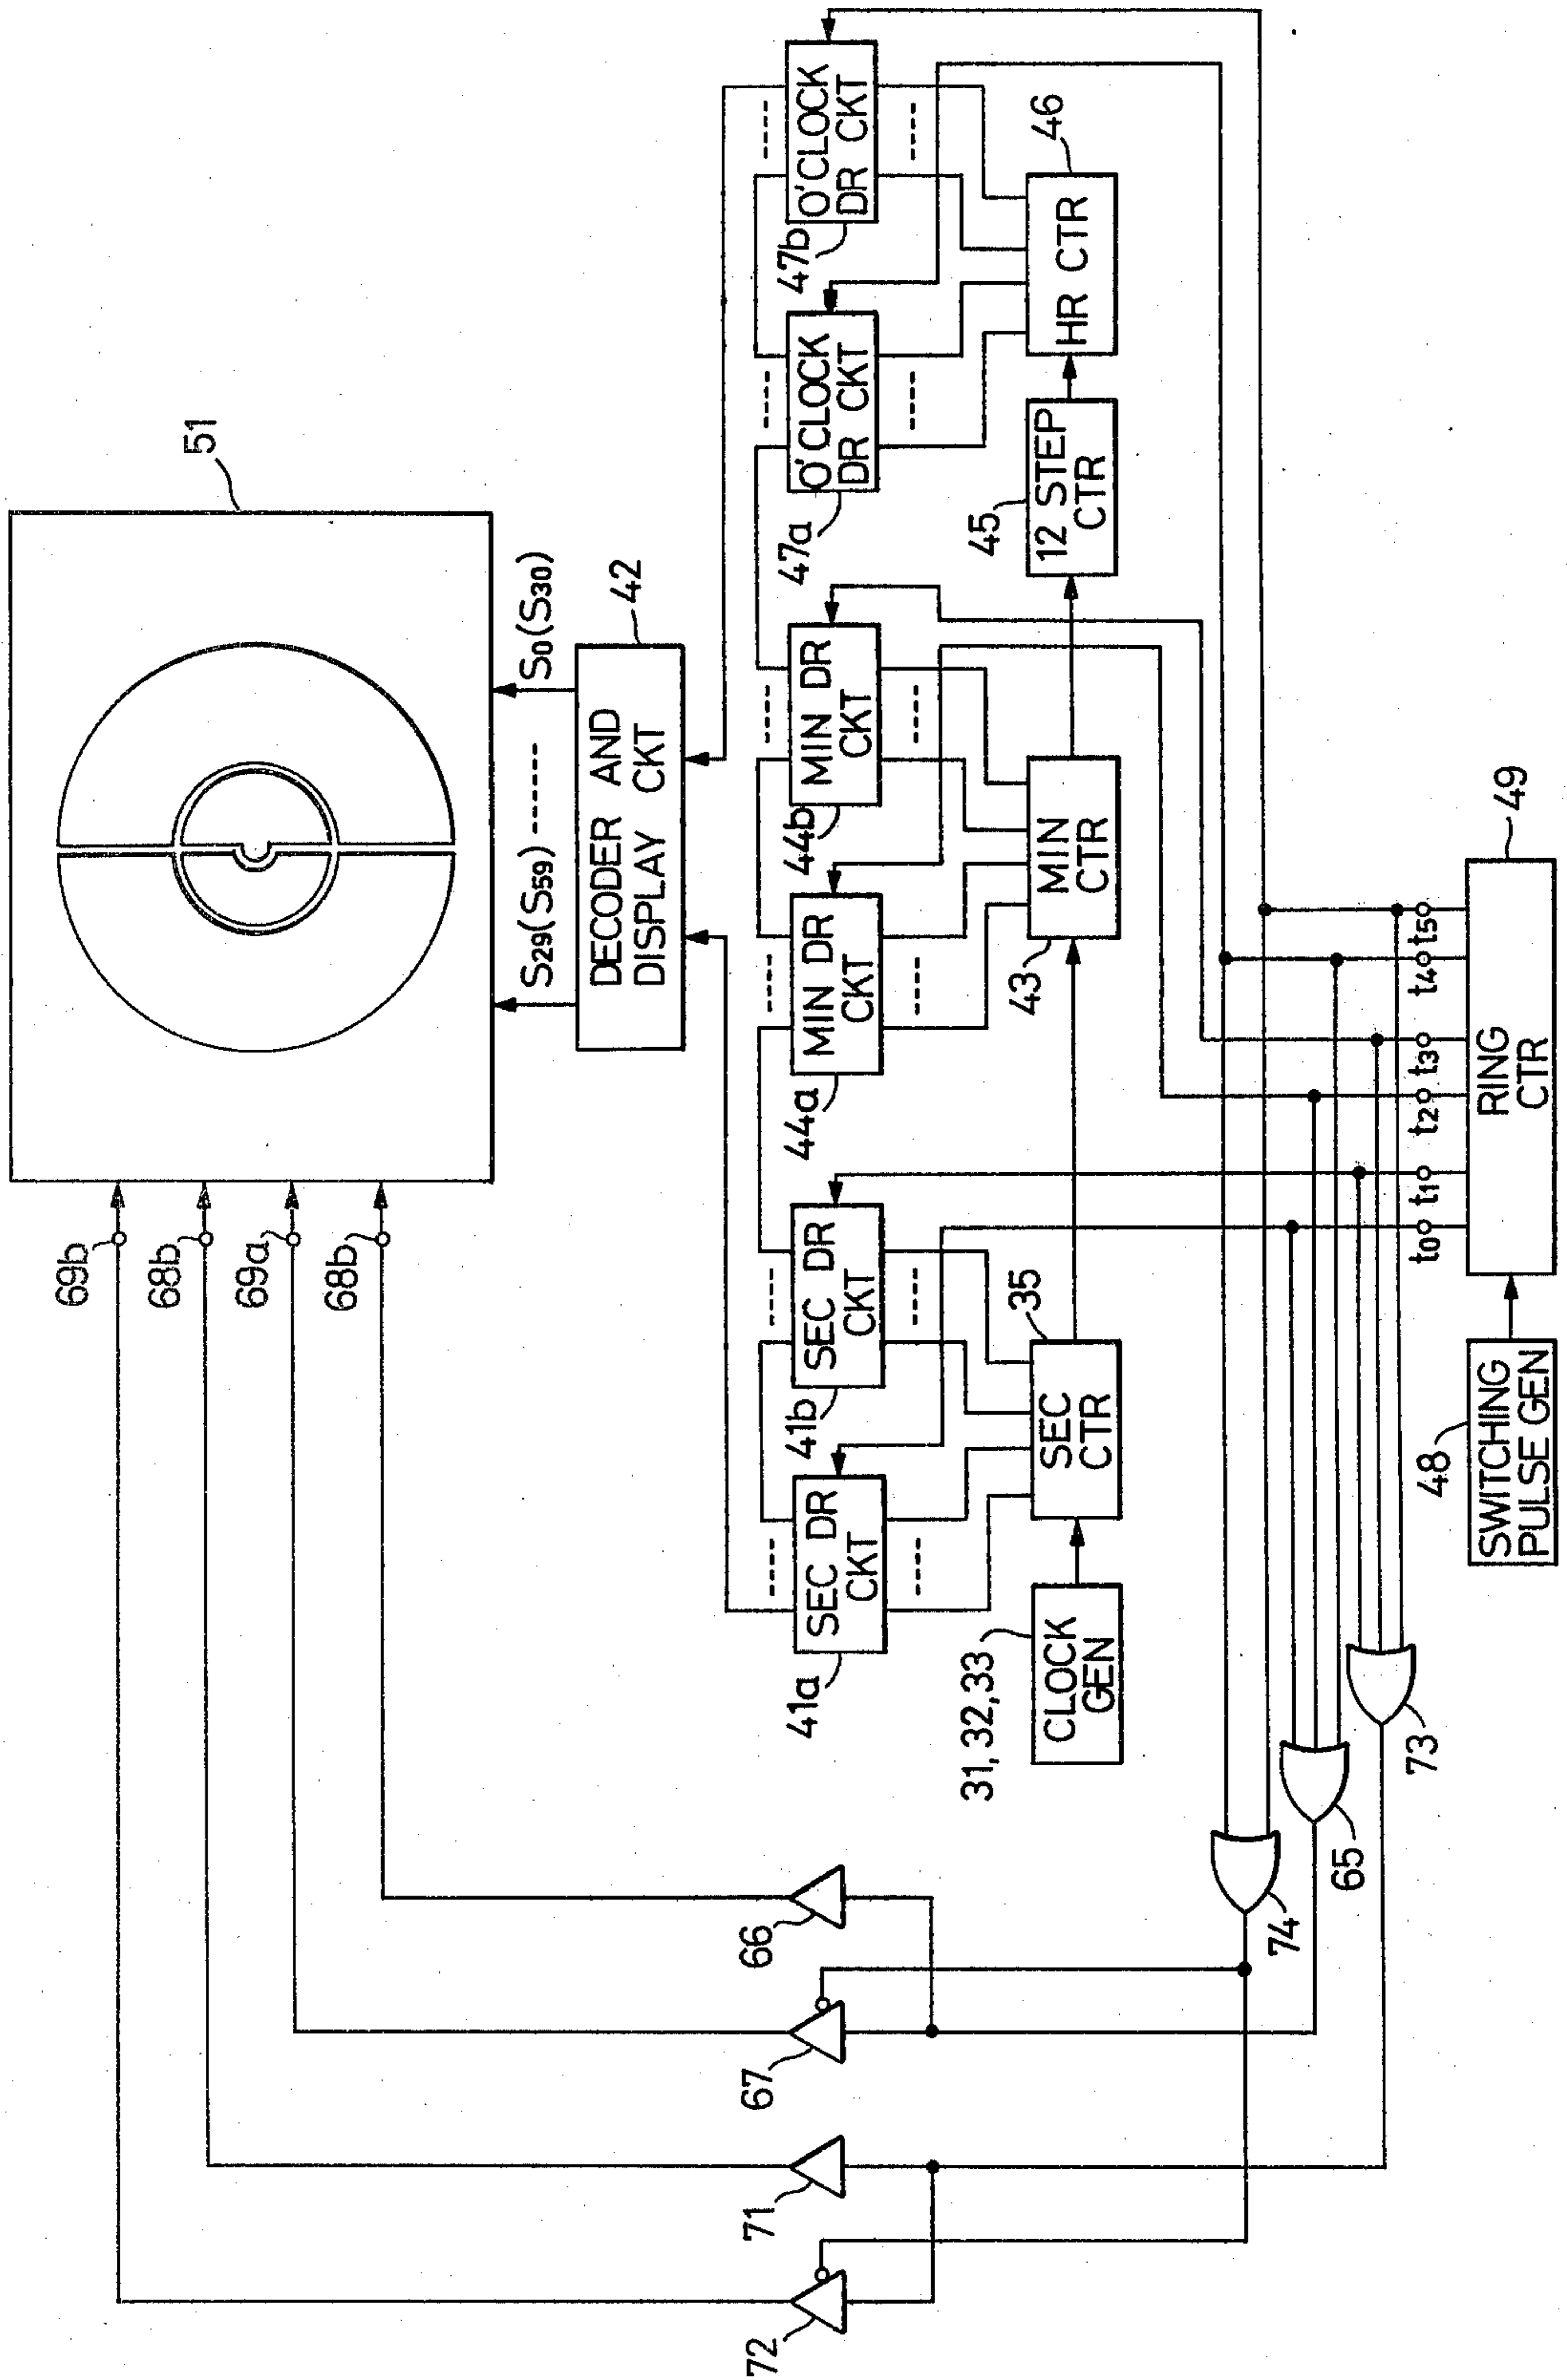 51
69b
68b
69a
68b
S29(S59) ----- S0(S30)
DECODER AND
DISPLAY CKT
42
SEC DR
CKT
41a
SEC DR
CKT
41b
MIN DR
CKT
44a
MIN DR
CKT
44b
O'CLOCK
DR CKT
47a
O'CLOCK
DR CKT
47b
CLOCK
GEN
31, 32, 33
SEC
CTR
35
MIN
CTR
43
12 STEP
CTR
45
HR CTR
46
66
67
71
72
74
65
73
t0
t1
t2
t3
t4
t5
SWITCHING
PULSE GEN
48
RING
CTR
49